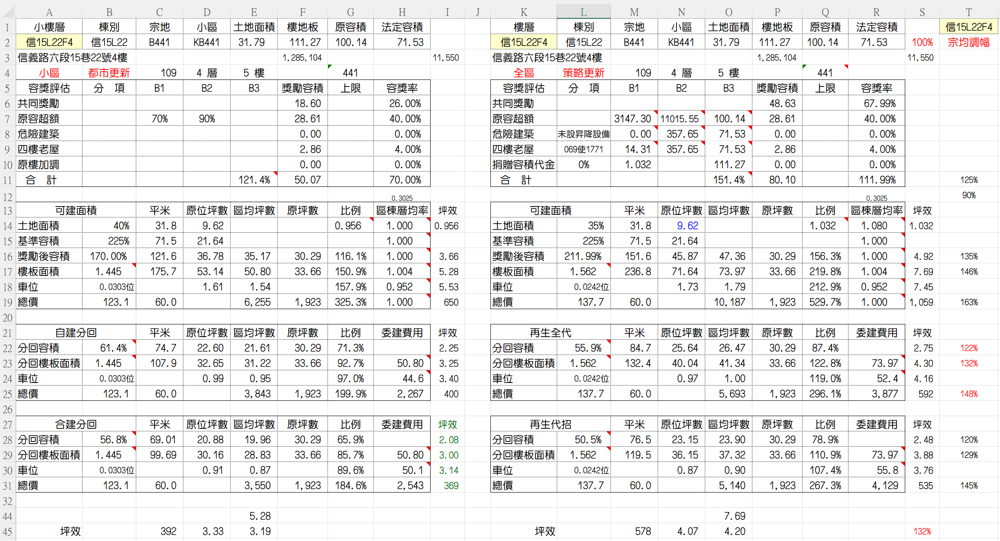 A B C D E F G H I J K L M N O P Q R S T
1 小樓層 棟別 宗地 小區 土地面積 樓地板 原容積 法定容積 樓層 棟別 宗地 小區 土地面積 樓地板 原容積 法定容積 信15L22F4
2 信15L22F4 信15L22 B441 KB441 31.79 111.27 100.14 71.53 信15L22F4 信15L22 B441 KB441 31.79 111.27 100.14 71.53 100% 宗均調幅
3 信義路六段15巷22號4樓 1,285,104 11,550 信義路六段15巷22號4樓 1,285,104 11,550
4 小區 都市更新 109 4 層 5 樓 441 全區 策略更新 109 4 層 5 樓 441
5 容獎評估 分 項 B1 B2 B3 獎勵容積 上限 容獎率 容獎評估 分 項 B1 B2 B3 獎勵容積 上限 容獎率
6 共同獎勵 18.60 26.00% 共同獎勵 48.63 67.99%
7 原容超額 70% 90% 28.61 40.00% 原容超額 3147.30 11015.55 100.14 28.61 40.00%
8 危險建築 0.00 0.00% 危險建築 未設昇降設備 0.00 357.65 71.53 0.00 0.00%
9 四樓老屋 2.86 4.00% 四樓老屋 069使1771 14.31 357.65 71.53 2.86 4.00%
10 原樓加調 0.00 0.00% 捐贈容積代金 0% 1.032 111.27 0.00 0.00%
11 合 計 121.4% 50.07 70.00% 合 計 151.4% 80.10 111.99% 125%
12 0.3025 0.3025 90%
13 可建面積 平米 原位坪數 區均坪數 原坪數 比例 區棟層均率 坪效 可建面積 平米 原位坪數 區均坪數 原坪數 比例 區棟層均率 坪效
14 土地面積 40% 31.8 9.62 0.956 1.000 0.956 土地面積 35% 31.8 9.62 1.032 1.080 1.032
15 基準容積 225% 71.5 21.64 1.000 基準容積 225% 71.5 21.64 1.000
16 獎勵後容積 170.00% 121.6 36.78 35.17 30.29 116.1% 1.000 3.66 獎勵後容積 211.99% 151.6 45.87 47.36 30.29 156.3% 1.000 4.92 135%
17 樓板面積 1.445 175.7 53.14 50.80 33.66 150.9% 1.004 5.28 樓板面積 1.562 236.8 71.64 73.97 33.66 219.8% 1.004 7.69 146%
18 車位 0.0303位 1.61 1.54 157.9% 0.952 5.53 車位 0.0242位 1.73 1.79 212.9% 0.952 7.45
19 總價 123.1 60.0 6,255 1,923 325.3% 1.000 650 總價 137.7 60.0 10,187 1,923 529.7% 1.000 1,059 163%
20
21 自建分回 平米 原位坪數 區均坪數 原坪數 比例 委建費用 坪效 再生全代 平米 原位坪數 區均坪數 原坪數 比例 委建費用 坪效
22 分回容積 61.4% 74.7 22.60 21.61 30.29 71.3% 2.25 分回容積 55.9% 84.7 25.64 26.47 30.29 87.4% 2.75 122%
23 分回樓板面積 1.445 107.9 32.65 31.22 33.66 92.7% 50.80 3.25 分回樓板面積 1.562 132.4 40.04 41.34 33.66 122.8% 73.97 4.30 132%
24 車位 0.0303位 0.99 0.95 97.0% 44.6 3.40 車位 0.0242位 0.97 1.00 119.0% 52.4 4.16
25 總價 123.1 60.0 3,843 1,923 199.9% 2,267 400 總價 137.7 60.0 5,693 1,923 296.1% 3,877 592 148%
26
27 合建分回 平米 原位坪數 區均坪數 原坪數 比例 委建費用 坪效 再生代招 平米 原位坪數 區均坪數 原坪數 比例 委建費用 坪效
28 分回容積 56.8% 69.01 20.88 19.96 30.29 65.9% 2.08 分回容積 50.5% 76.5 23.15 23.90 30.29 78.9% 2.48 120%
29 分回樓板面積 1.445 99.69 30.16 28.83 33.66 85.7% 50.80 3.00 分回樓板面積 1.562 119.5 36.15 37.32 33.66 110.9% 73.97 3.88 129%
30 車位 0.0303位 0.91 0.87 89.6% 50.1 3.14 車位 0.0242位 0.87 0.90 107.4% 55.8 3.76
31 總價 123.1 60.0 3,550 1,923 184.6% 2,543 369 總價 137.7 60.0 5,140 1,923 267.3% 4,129 535 145%
32
44 5.28 7.69
45 坪效 392 3.33 3.19 坪效 578 4.07 4.20 132%